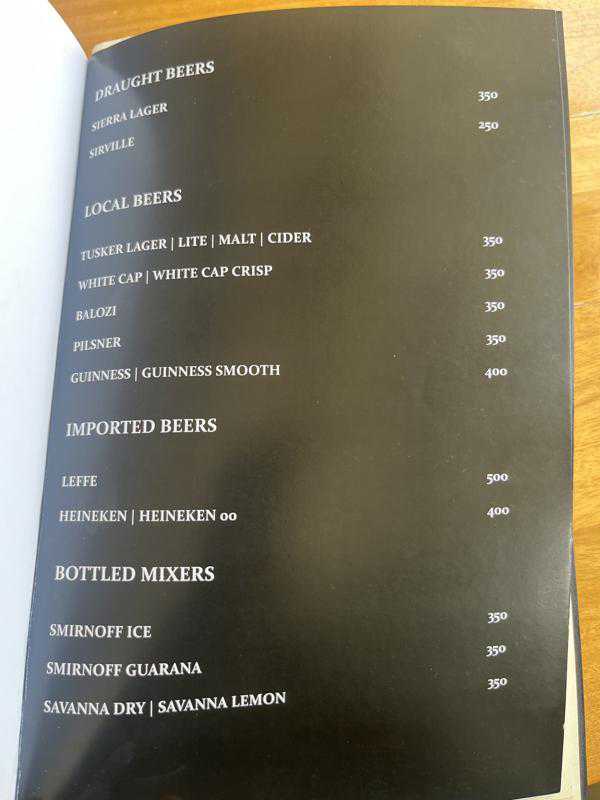 DRAUGHT BEERS
SIERRA LAGER 350
SIRVILLE 250
LOCAL BEERS
TUSKER LAGER | LITE | MALT | CIDER 350
WHITE CAP | WHITE CAP CRISP 350
BALOZI 350
PILSNER 350
GUINNESS | GUINNESS SMOOTH 400
IMPORTED BEERS
LEFFE 500
HEINEKEN | HEINEKEN 00 400
BOTTLED MIXERS
SMIRNOFF ICE 350
SMIRNOFF GUARANA 350
SAVANNA DRY | SAVANNA LEMON 350